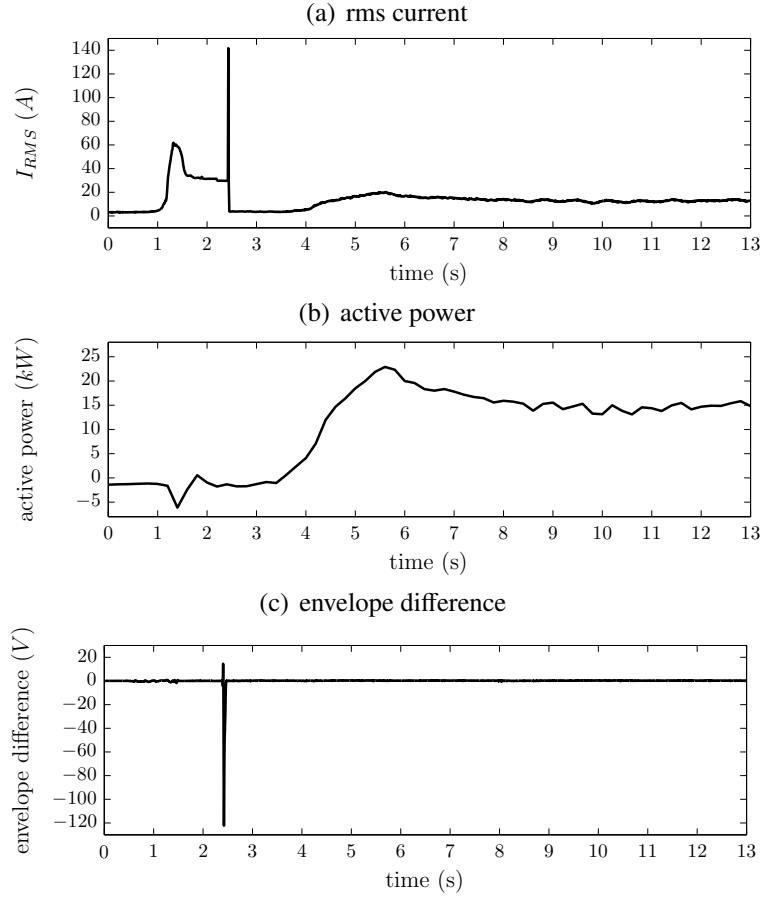 (a) rms current
140
120
100
80
60
40
20
0
I_RMS (A)
0 1 2 3 4 5 6 7 8 9 10 11 12 13
time (s)
(b) active power
25
20
15
10
5
0
−5
active power (kW)
0 1 2 3 4 5 6 7 8 9 10 11 12 13
time (s)
(c) envelope difference
20
0
−20
−40
−60
−80
−100
−120
envelope difference (V)
0 1 2 3 4 5 6 7 8 9 10 11 12 13
time (s)